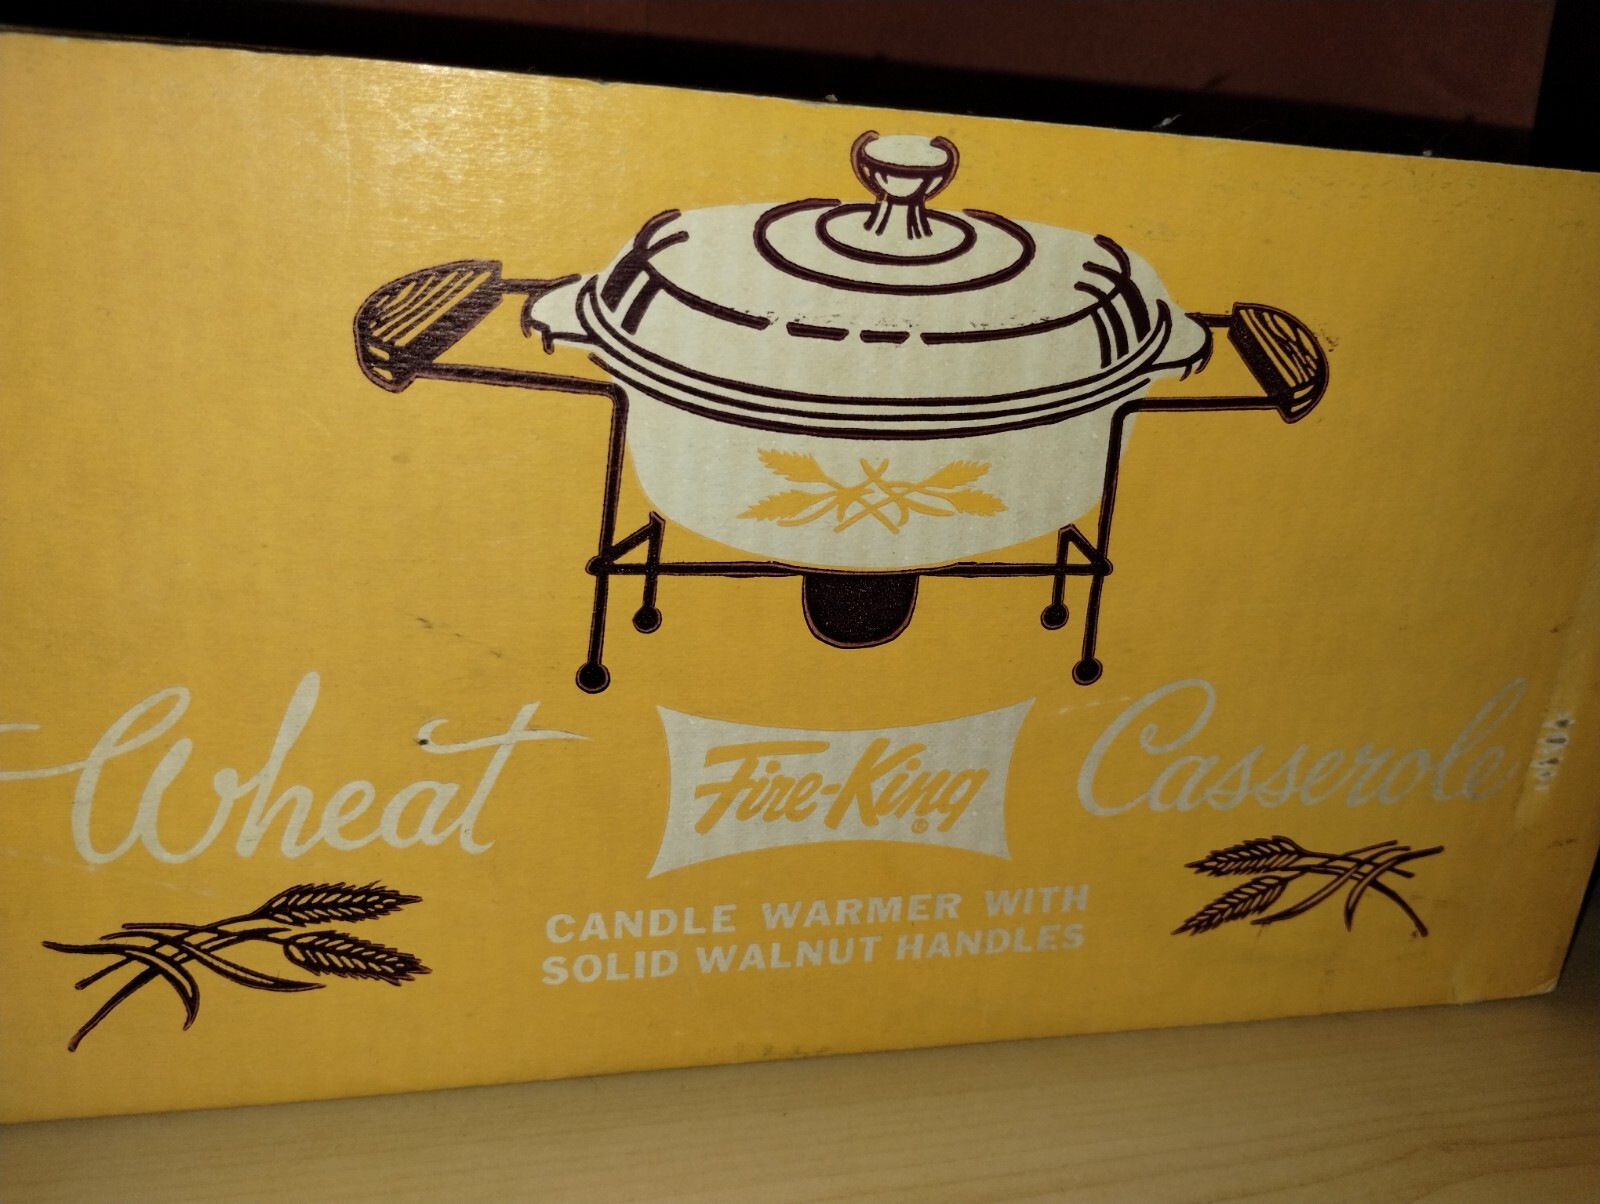 Wheat
Fire-King
Casserole
CANDLE WARMER WITH
SOLID WALNUT HANDLES